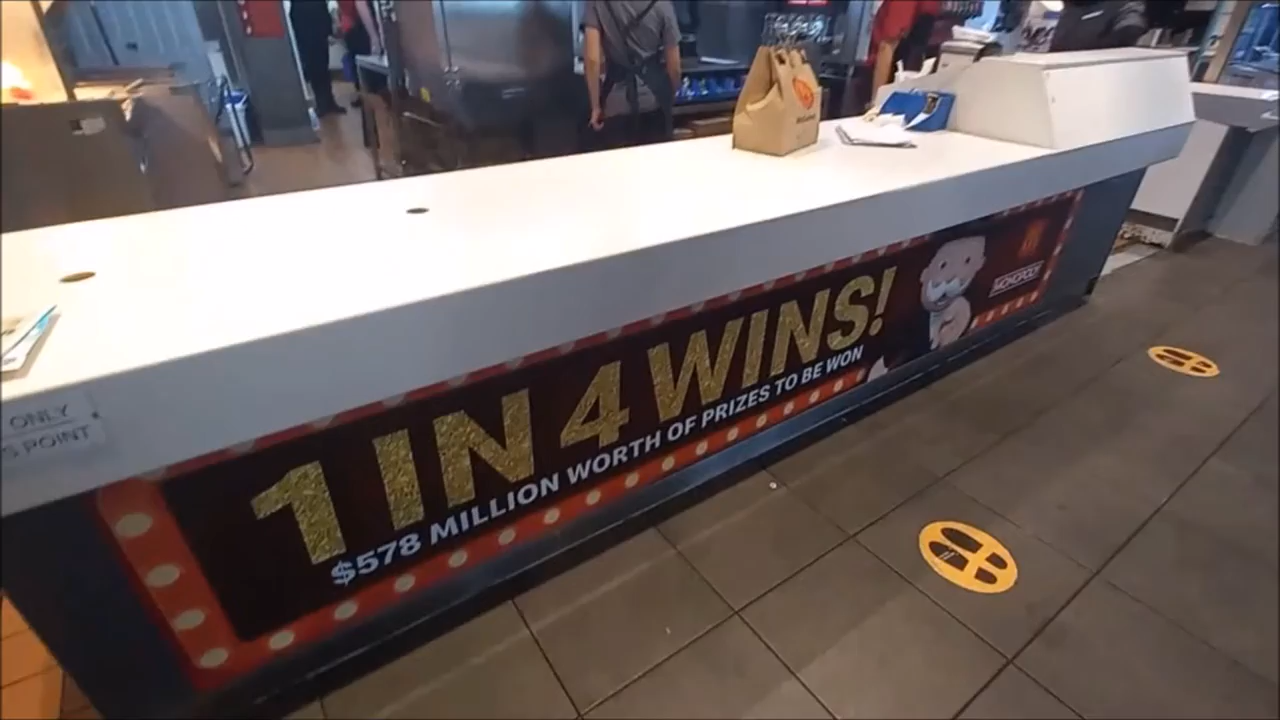 ONLY
S POINT
1 IN 4 WINS!
$578 MILLION WORTH OF PRIZES TO BE WON
MONOPOLY